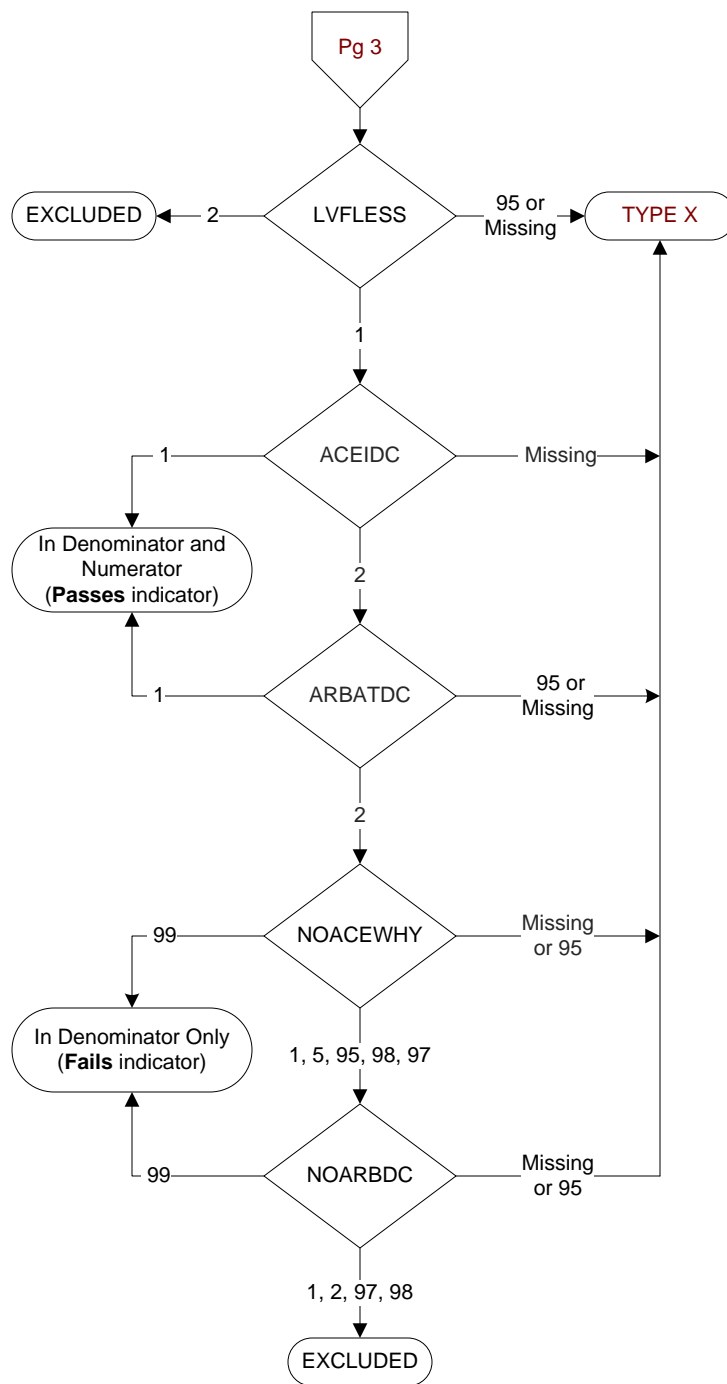 Pg 3
EXCLUDED
2
LVFLESS
95 or
Missing
TYPE X
1
1
ACEIDC
Missing
In Denominator and
Numerator
(Passes indicator)
2
1
ARBATDC
95 or
Missing
2
99
NOACEWHY
Missing
or 95
In Denominator Only
(Fails indicator)
1, 5, 95, 98, 97
99
NOARBDC
Missing
or 95
1, 2, 97, 98
EXCLUDED